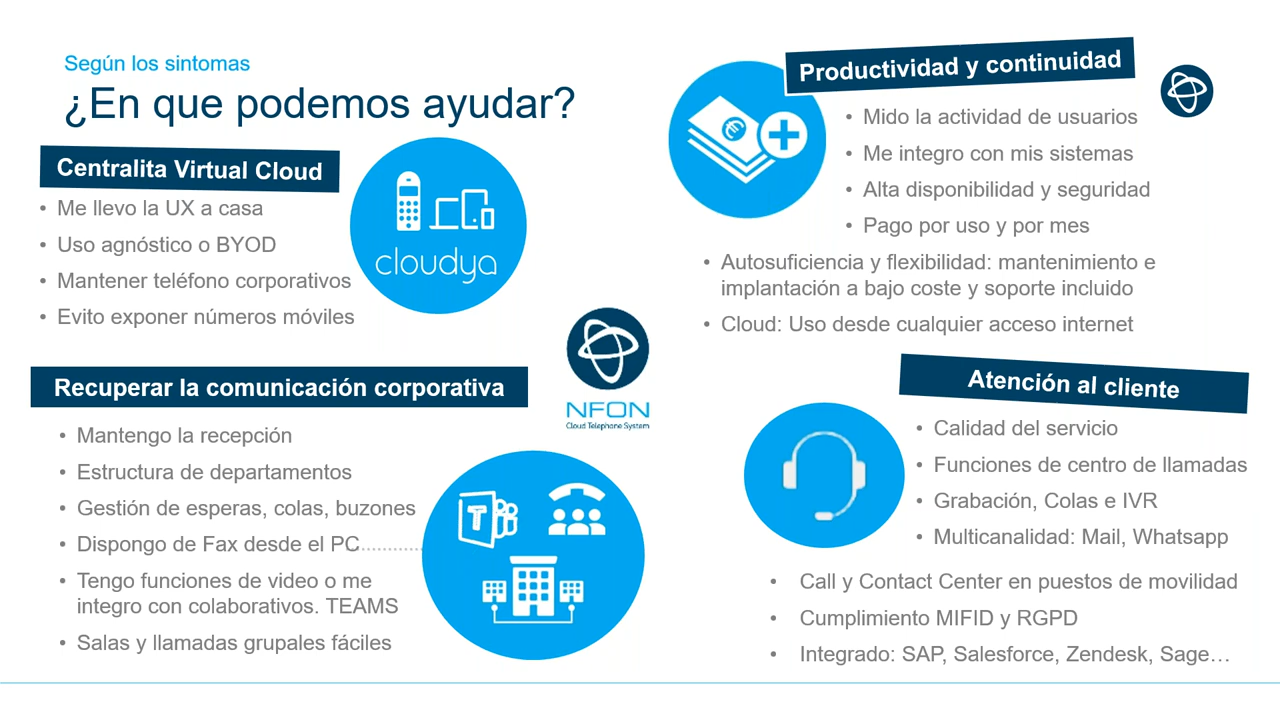 Según los sintomas
¿En que podemos ayudar?
Centralita Virtual Cloud
• Me llevo la UX a casa
• Uso agnóstico o BYOD
• Mantener teléfono corporativos
• Evito exponer números móviles
cloudya
Recuperar la comunicación corporativa
• Mantengo la recepción
• Estructura de departamentos
• Gestión de esperas, colas, buzones
• Dispongo de Fax desde el PC
• Tengo funciones de video o me
integro con colaborativos. TEAMS
• Salas y llamadas grupales fáciles
T
NFON
Cloud Telephone System
Productividad y continuidad
€
• Mido la actividad de usuarios
• Me integro con mis sistemas
• Alta disponibilidad y seguridad
• Pago por uso y por mes
• Autosuficiencia y flexibilidad: mantenimiento e
implantación a bajo coste y soporte incluido
• Cloud: Uso desde cualquier acceso internet
Atención al cliente
• Calidad del servicio
• Funciones de centro de llamadas
• Grabación, Colas e IVR
• Multicanalidad: Mail, Whatsapp
• Call y Contact Center en puestos de movilidad
• Cumplimiento MIFID y RGPD
• Integrado: SAP, Salesforce, Zendesk, Sage…